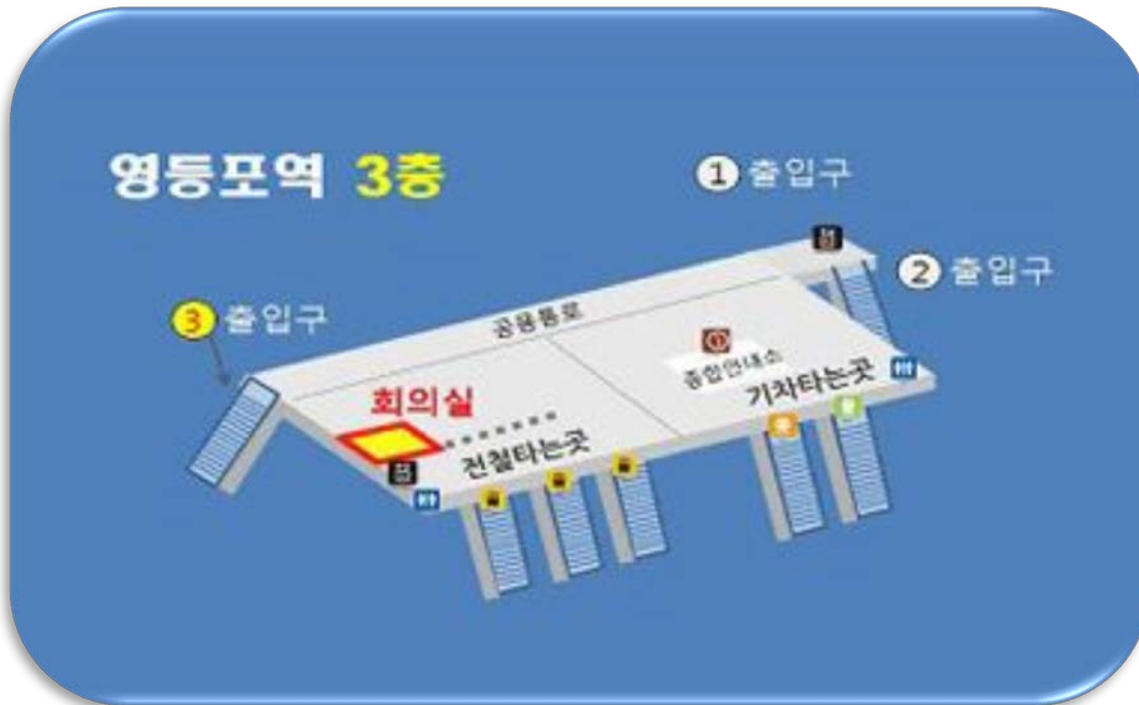 영등포역 3층
① 출입구
② 출입구
③ 출입구
공용통로
종합안내소
기차타는곳
회의실
전철타는곳